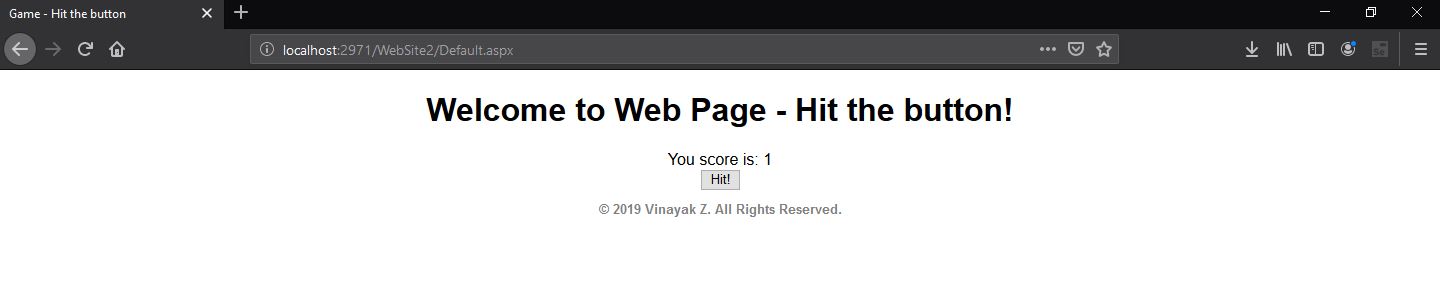 Game - Hit the button
localhost:2971/WebSite2/Default.aspx
Se
Welcome to Web Page - Hit the button!
You score is: 1
Hit!
© 2019 Vinayak Z. All Rights Reserved.